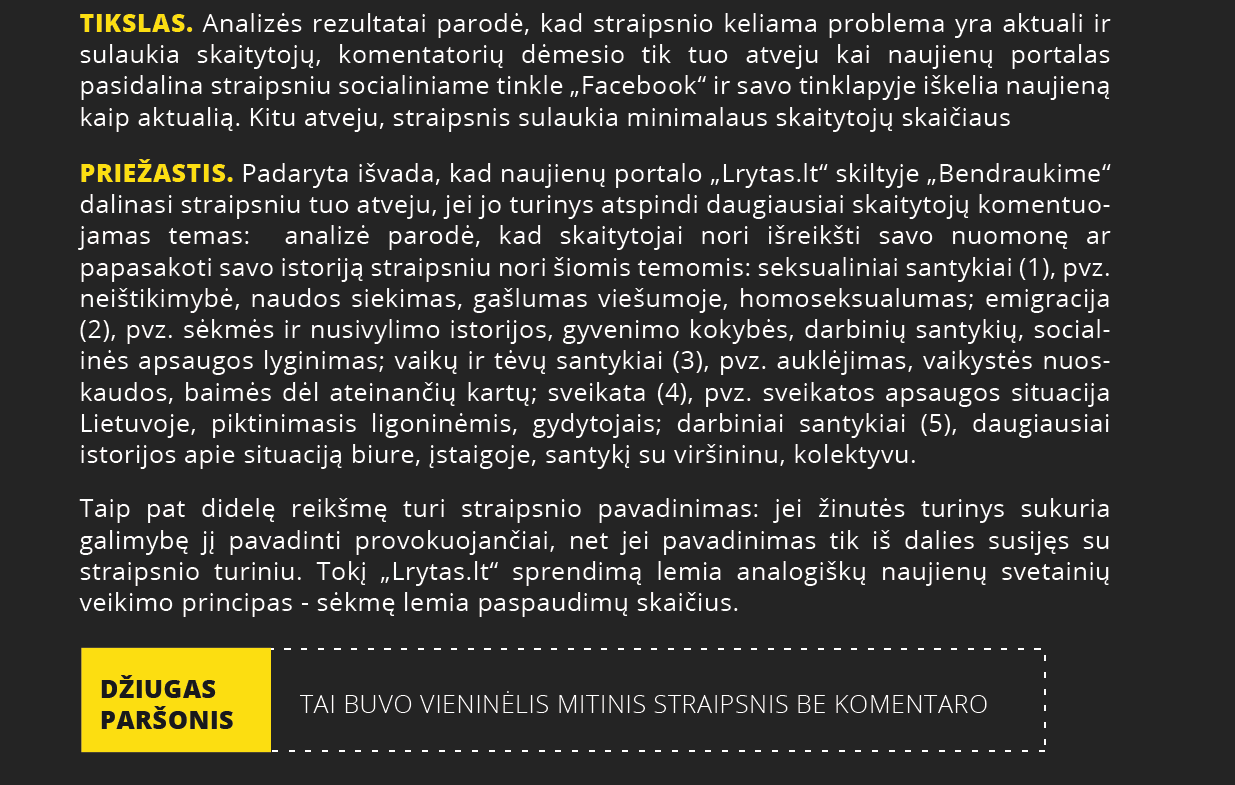 TIKSLAS. Analizės rezultatai parodė, kad straipsnio keliama problema yra aktuali ir
sulaukia skaitytojų, komentatorių dėmesio tik tuo atveju kai naujienų portalas
pasidalina straipsniu socialiniame tinkle „Facebook“ ir savo tinklapyje iškelia naujieną
kaip aktualią. Kitu atveju, straipsnis sulaukia minimalaus skaitytojų skaičiaus
PRIEŽASTIS. Padaryta išvada, kad naujienų portalo „Lrytas.lt“ skiltyje „Bendraukime“
dalinasi straipsniu tuo atveju, jei jo turinys atspindi daugiausiai skaitytojų komentuo-
jamas temas: analizė parodė, kad skaitytojai nori išreikšti savo nuomonę ar
papasakoti savo istoriją straipsniu nori šiomis temomis: seksualiniai santykiai (1), pvz.
neištikimybė, naudos siekimas, gašlumas viešumoje, homoseksualumas; emigracija
(2), pvz. sėkmės ir nusivylimo istorijos, gyvenimo kokybės, darbinių santykių, social-
inės apsaugos lyginimas; vaikų ir tėvų santykiai (3), pvz. auklėjimas, vaikystės nuos-
kaudos, baimės dėl ateinančių kartų; sveikata (4), pvz. sveikatos apsaugos situacija
Lietuvoje, piktinimasis ligoninėmis, gydytojais; darbiniai santykiai (5), daugiausiai
istorijos apie situaciją biure, įstaigoje, santykį su viršininu, kolektyvu.
Taip pat didelę reikšmę turi straipsnio pavadinimas: jei žinutės turinys sukuria
galimybę jį pavadinti provokuojančiai, net jei pavadinimas tik iš dalies susijęs su
straipsnio turiniu. Tokį „Lrytas.lt“ sprendimą lemia analogiškų naujienų svetainių
veikimo principas - sėkmę lemia paspaudimų skaičius.
DŽIUGAS
PARŠONIS
TAI BUVO VIENINĖLIS MITINIS STRAIPSNIS BE KOMENTARO